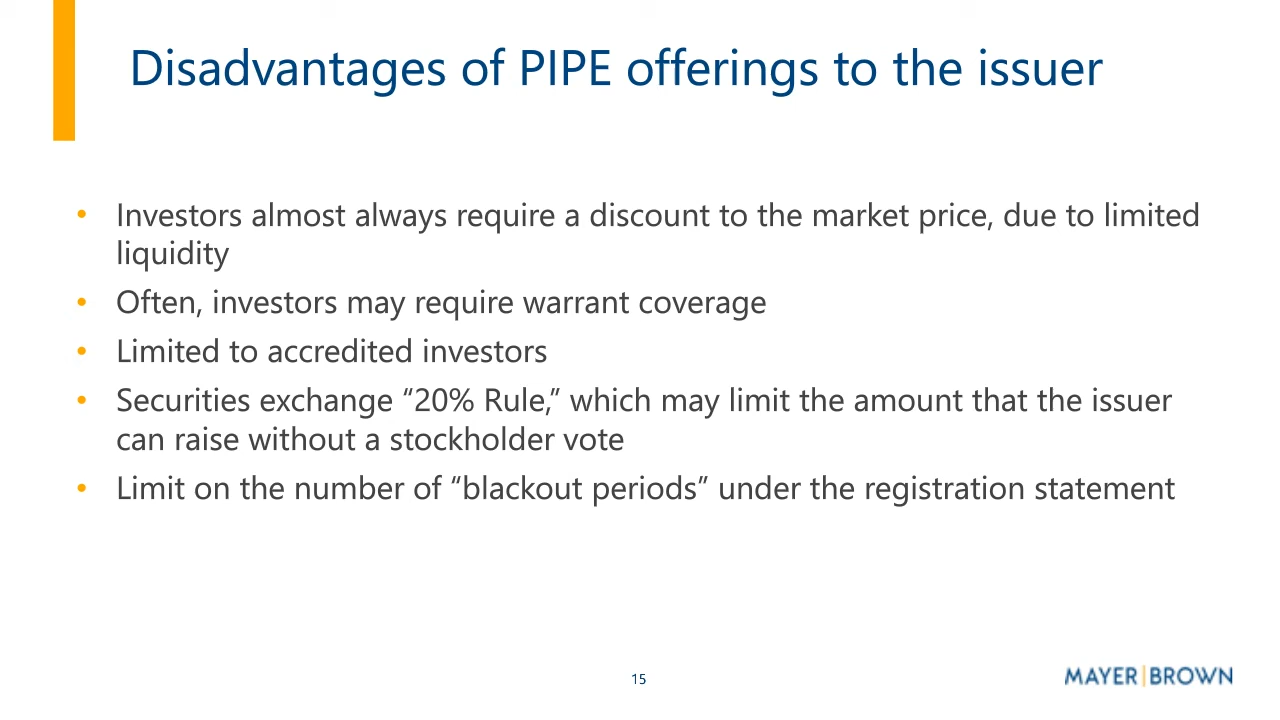 Disadvantages of PIPE offerings to the issuer
• Investors almost always require a discount to the market price, due to limited
liquidity
• Often, investors may require warrant coverage
• Limited to accredited investors
• Securities exchange “20% Rule,” which may limit the amount that the issuer
can raise without a stockholder vote
• Limit on the number of “blackout periods” under the registration statement
15
MAYER|BROWN